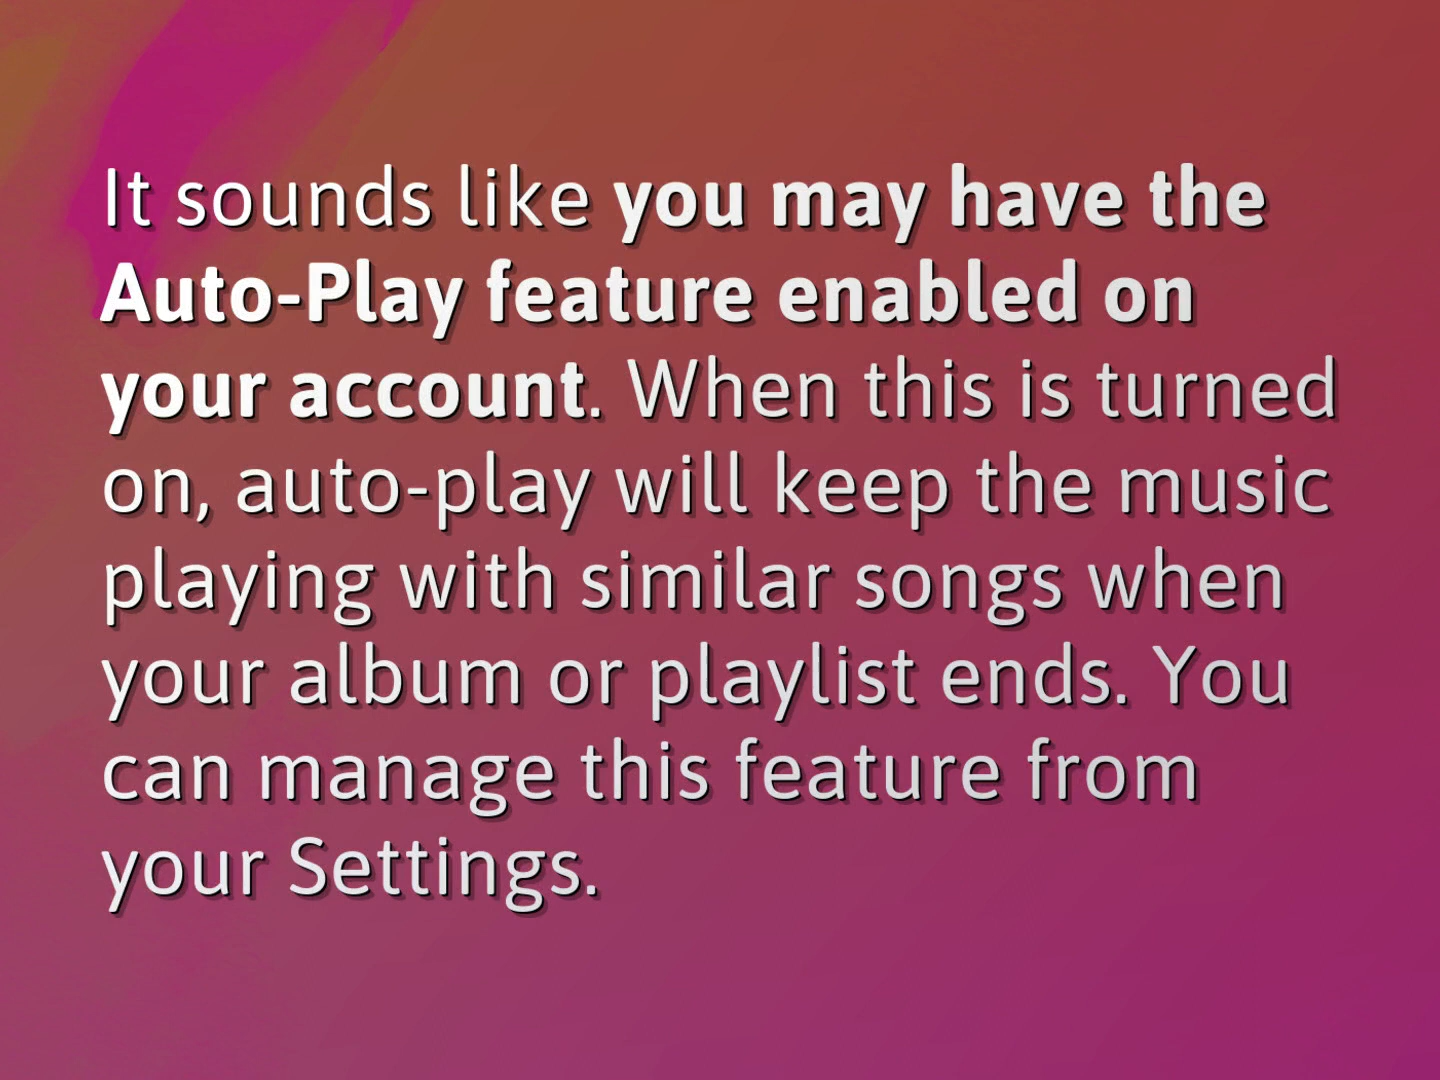 It sounds like you may have the
Auto-Play feature enabled on
your account. When this is turned
on, auto-play will keep the music
playing with similar songs when
your album or playlist ends. You
can manage this feature from
your Settings.